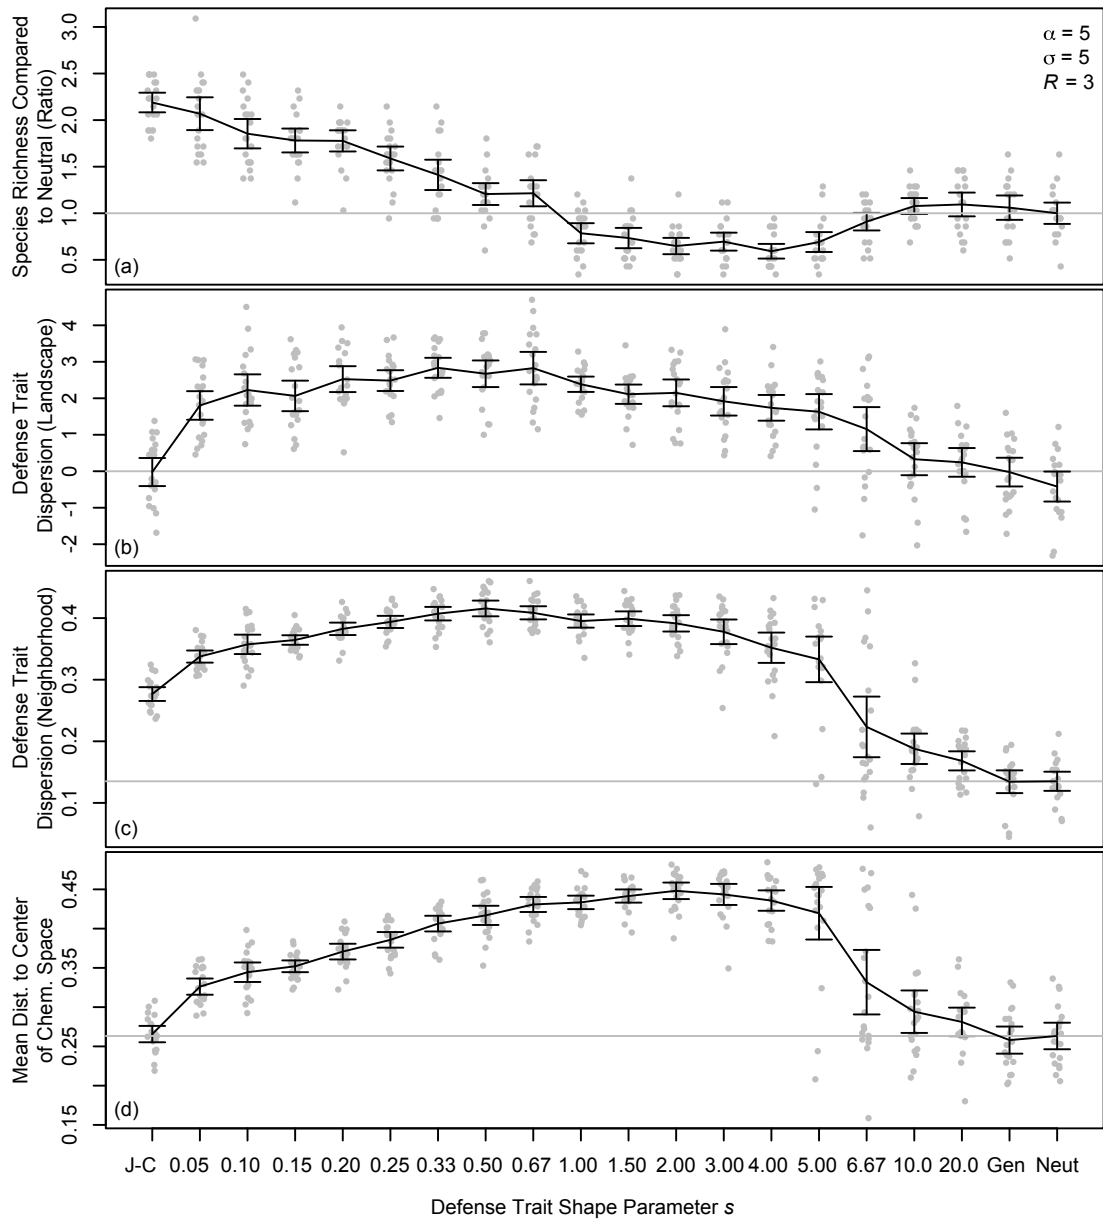 α = 5
σ = 5
R = 3
Species Richness Compared
to Neutral (Ratio)
3.0
2.5
2.0
1.5
1.0
0.5
(a)
Defense Trait
Dispersion (Landscape)
4
3
2
1
0
-1
-2
(b)
Defense Trait
Dispersion (Neighborhood)
0.4
0.3
0.2
0.1
(c)
Mean Dist. to Center
of Chem. Space
0.45
0.35
0.25
0.15
(d)
J-C 0.05 0.10 0.15 0.20 0.25 0.33 0.50 0.67 1.00 1.50 2.00 3.00 4.00 5.00 6.67 10.0 20.0 Gen Neut
Defense Trait Shape Parameter s